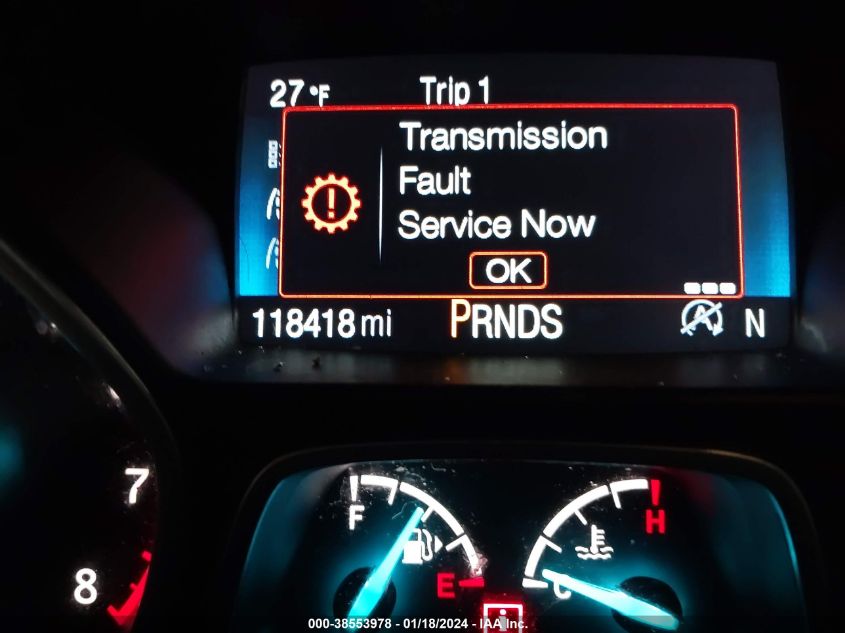 27°F Trip 1
Transmission
Fault
Service Now
OK
118418 mi PRNDS A N
7
8
F E
H C
000-38553978 - 01/18/2024 - IAA Inc.